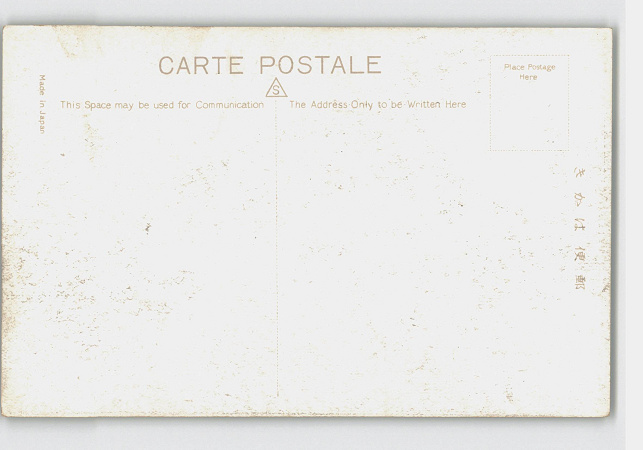 CARTE POSTALE
S
Place Postage
Here
Made in Japan
This Space may be used for Communication
The Address Only to be Written Here
きかは便郵